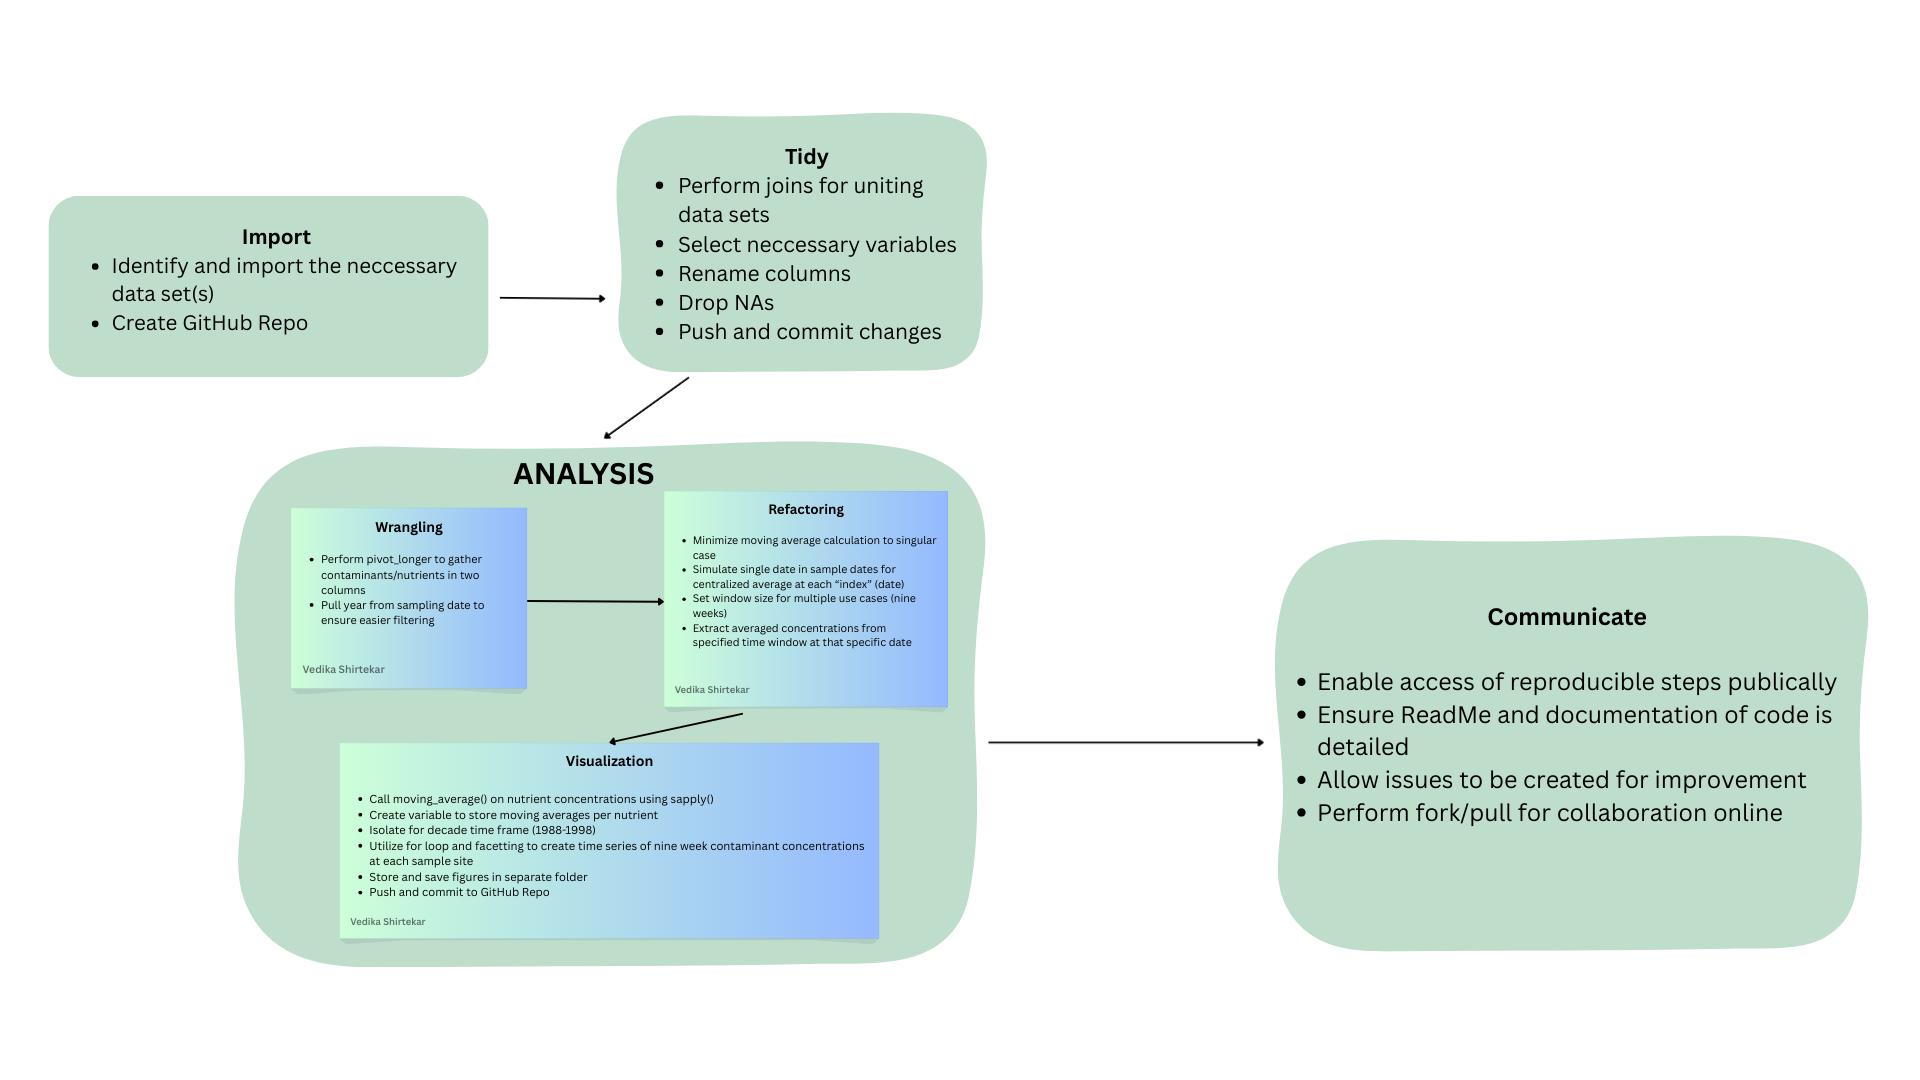 Import
• Identify and import the neccessary
data set(s)
• Create GitHub Repo
Tidy
• Perform joins for uniting
data sets
• Select neccessary variables
• Rename columns
• Drop NAs
• Push and commit changes
ANALYSIS
Wrangling
• Perform pivot_longer to gather
contaminants/nutrients in two
columns
• Pull year from sampling date to
ensure easier filtering
Vedika Shirtekar
Refactoring
• Minimize moving average calculation to singular
case
• Simulate single date in sample dates for
centralized average at each “index” (date)
• Set window size for multiple use cases (nine
weeks)
• Extract averaged concentrations from
specified time window at that specific date
Vedika Shirtekar
Visualization
• Call moving_average() on nutrient concentrations using sapply()
• Create variable to store moving averages per nutrient
• Isolate for decade time frame (1988-1998)
• Utilize for loop and facetting to create time series of nine week contaminant concentrations
at each sample site
• Store and save figures in separate folder
• Push and commit to GitHub Repo
Vedika Shirtekar
Communicate
• Enable access of reproducible steps publically
• Ensure ReadMe and documentation of code is
detailed
• Allow issues to be created for improvement
• Perform fork/pull for collaboration online